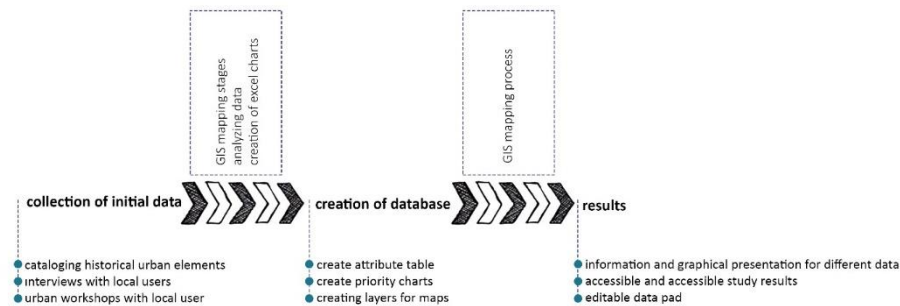 GIS mapping stages
analyzing data
creation of excel charts
GIS mapping process
collection of initial data
creation of database
results
cataloging historical urban elements
interviews with local users
urban workshops with local user
create attribute table
create priority charts
creating layers for maps
information and graphical presentation for different data
accessible and accessible study results
editable data pad